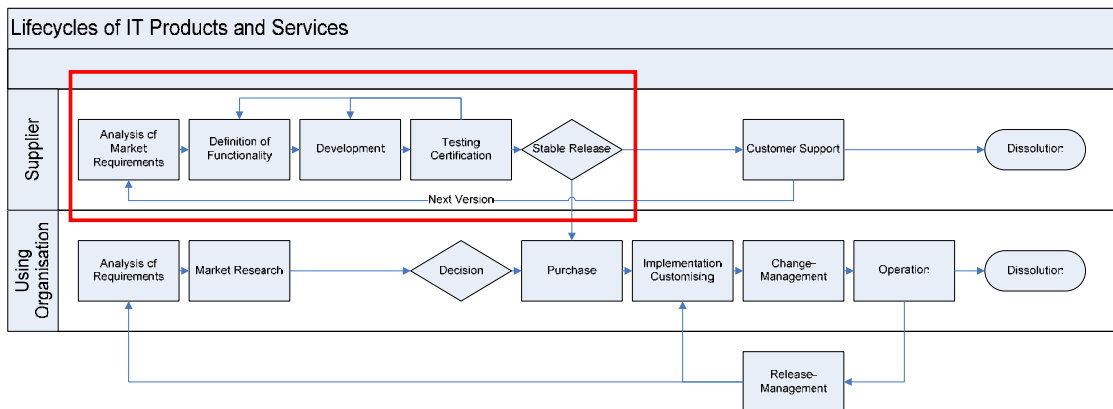 Lifecycles of IT Products and Services
Supplier
Analysis of
Market
Requirements
Definition of
Functionality
Development
Testing
Certification
Stable Release
Customer Support
Dissolution
Next Version
Using
Organisation
Analysis of
Requirements
Market Research
Decision
Purchase
Implementation
Customising
Change-
Management
Operation
Dissolution
Release-
Management